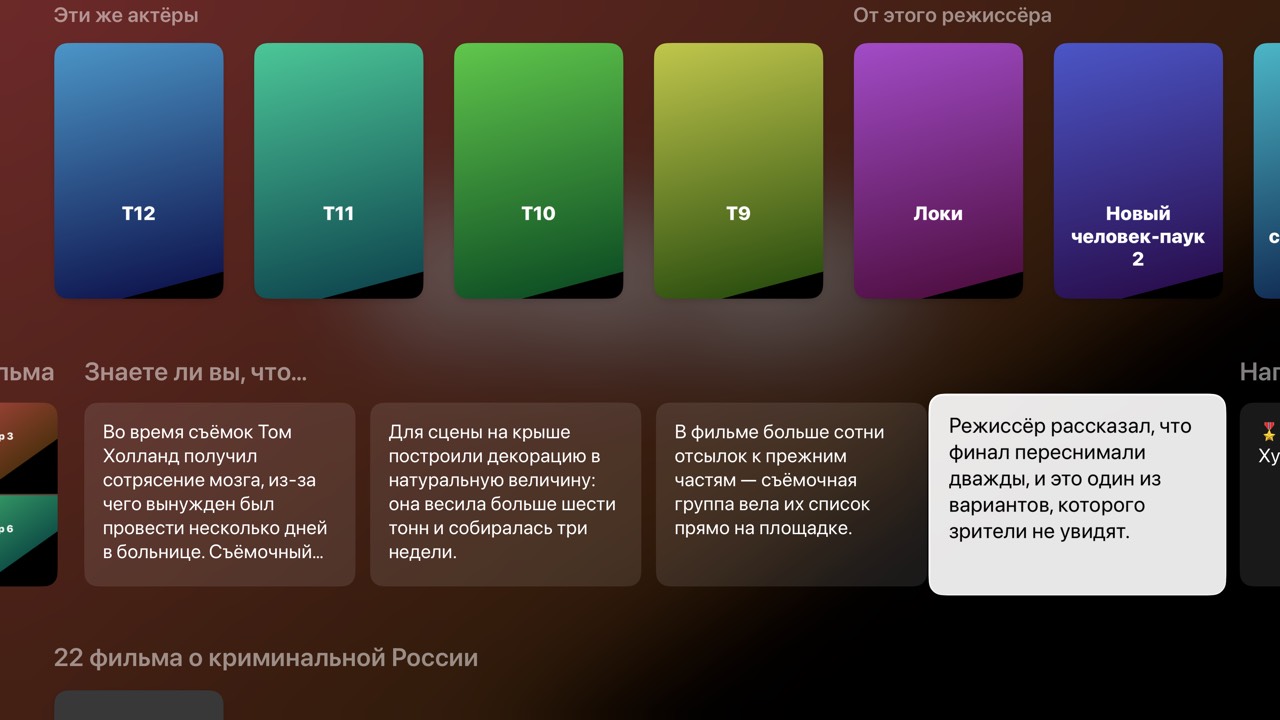 Эти же актёры
От этого режиссёра
T12
T11
T10
T9
Локи
Новый
человек-паук
2
Знаете ли вы, что...
Во время съёмок Том
Холланд получил
сотрясение мозга, из-за
чего вынужден был
провести несколько дней
в больнице. Съёмочный...
Для сцены на крыше
построили декорацию в
натуральную величину:
она весила больше шести
тонн и собиралась три
недели.
В фильме больше сотни
отсылок к прежним
частям — съёмочная
группа вела их список
прямо на площадке.
Режиссёр рассказал, что
финал переснимали
дважды, и это один из
вариантов, которого
зрители не увидят.
22 фильма о криминальной России